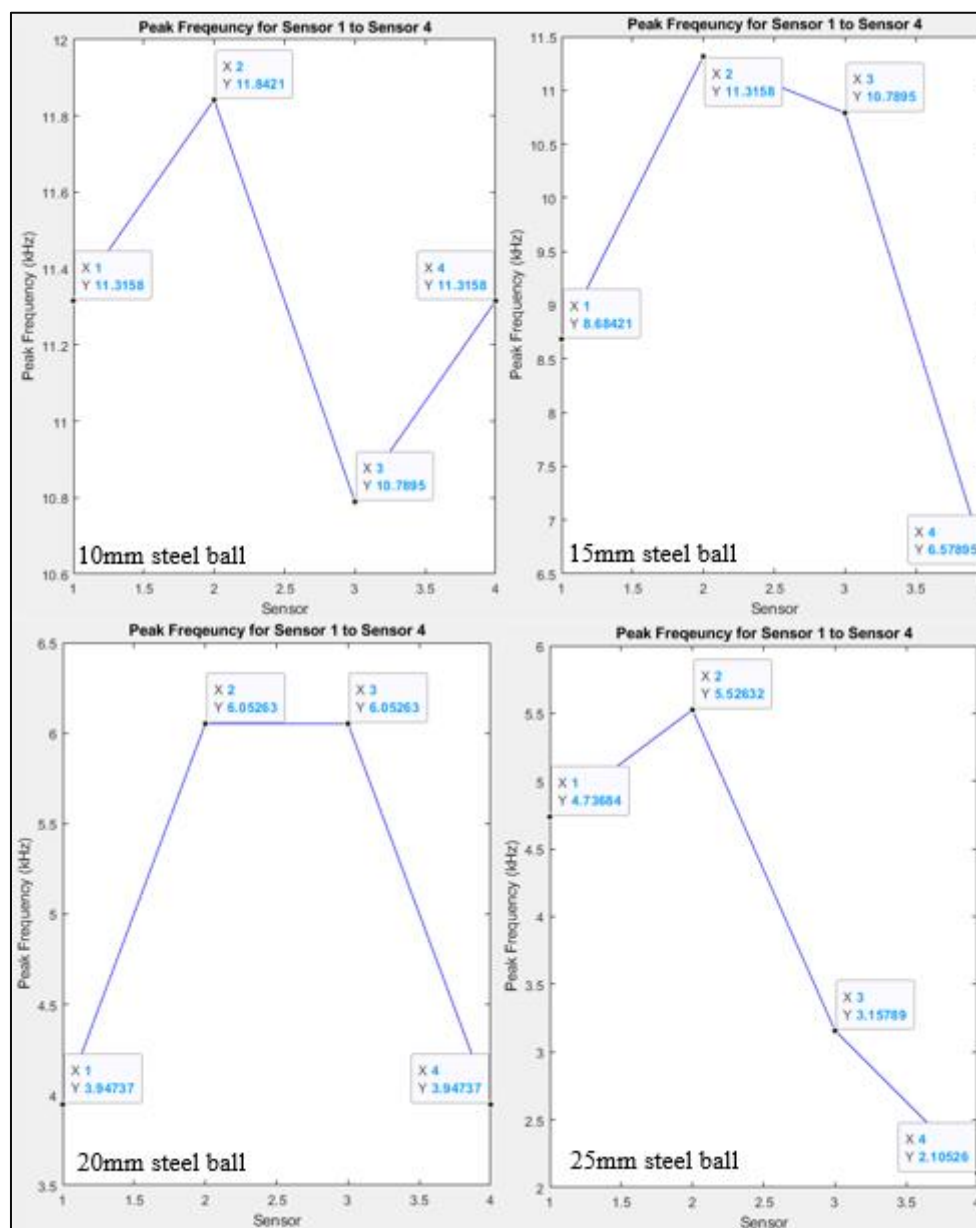 Peak Freqeuncy for Sensor 1 to Sensor 4
12
11.8
11.6
11.4
11.2
11
10.8
10.6
Peak Frequency (kHz)
X 2
Y 11.8421
X 1
Y 11.3158
X 4
Y 11.3158
X 3
Y 10.7895
10mm steel ball
1 1.5 2 2.5 3 3.5 4
Sensor
Peak Freqeuncy for Sensor 1 to Sensor 4
11.5
11
10.5
10
9.5
9
8.5
8
7.5
7
6.5
Peak Frequency (kHz)
X 2
Y 11.3158
X 3
Y 10.7895
X 1
Y 8.68421
X 4
Y 6.57895
15mm steel ball
1 1.5 2 2.5 3 3.5
Sensor
Peak Freqeuncy for Sensor 1 to Sensor 4
6.5
6
5.5
5
4.5
4
3.5
Peak Frequency (kHz)
X 2
Y 6.05263
X 3
Y 6.05263
X 1
Y 3.94737
X 4
Y 3.94737
20mm steel ball
1 1.5 2 2.5 3 3.5 4
Sensor
Peak Freqeuncy for Sensor 1 to Sensor 4
6
5.5
5
4.5
4
3.5
3
2.5
2
Peak Frequency (kHz)
X 2
Y 5.52632
X 1
Y 4.73684
X 3
Y 3.15789
X 4
Y 2.10526
25mm steel ball
1 1.5 2 2.5 3 3.5
Sensor